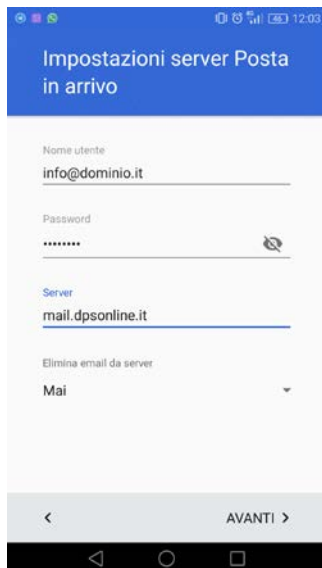 46 12:03
Impostazioni server Posta
in arrivo
Nome utente
info@dominio.it
Password
••••••••
Server
mail.dpsonline.it
Elimina email da server
Mai
AVANTI